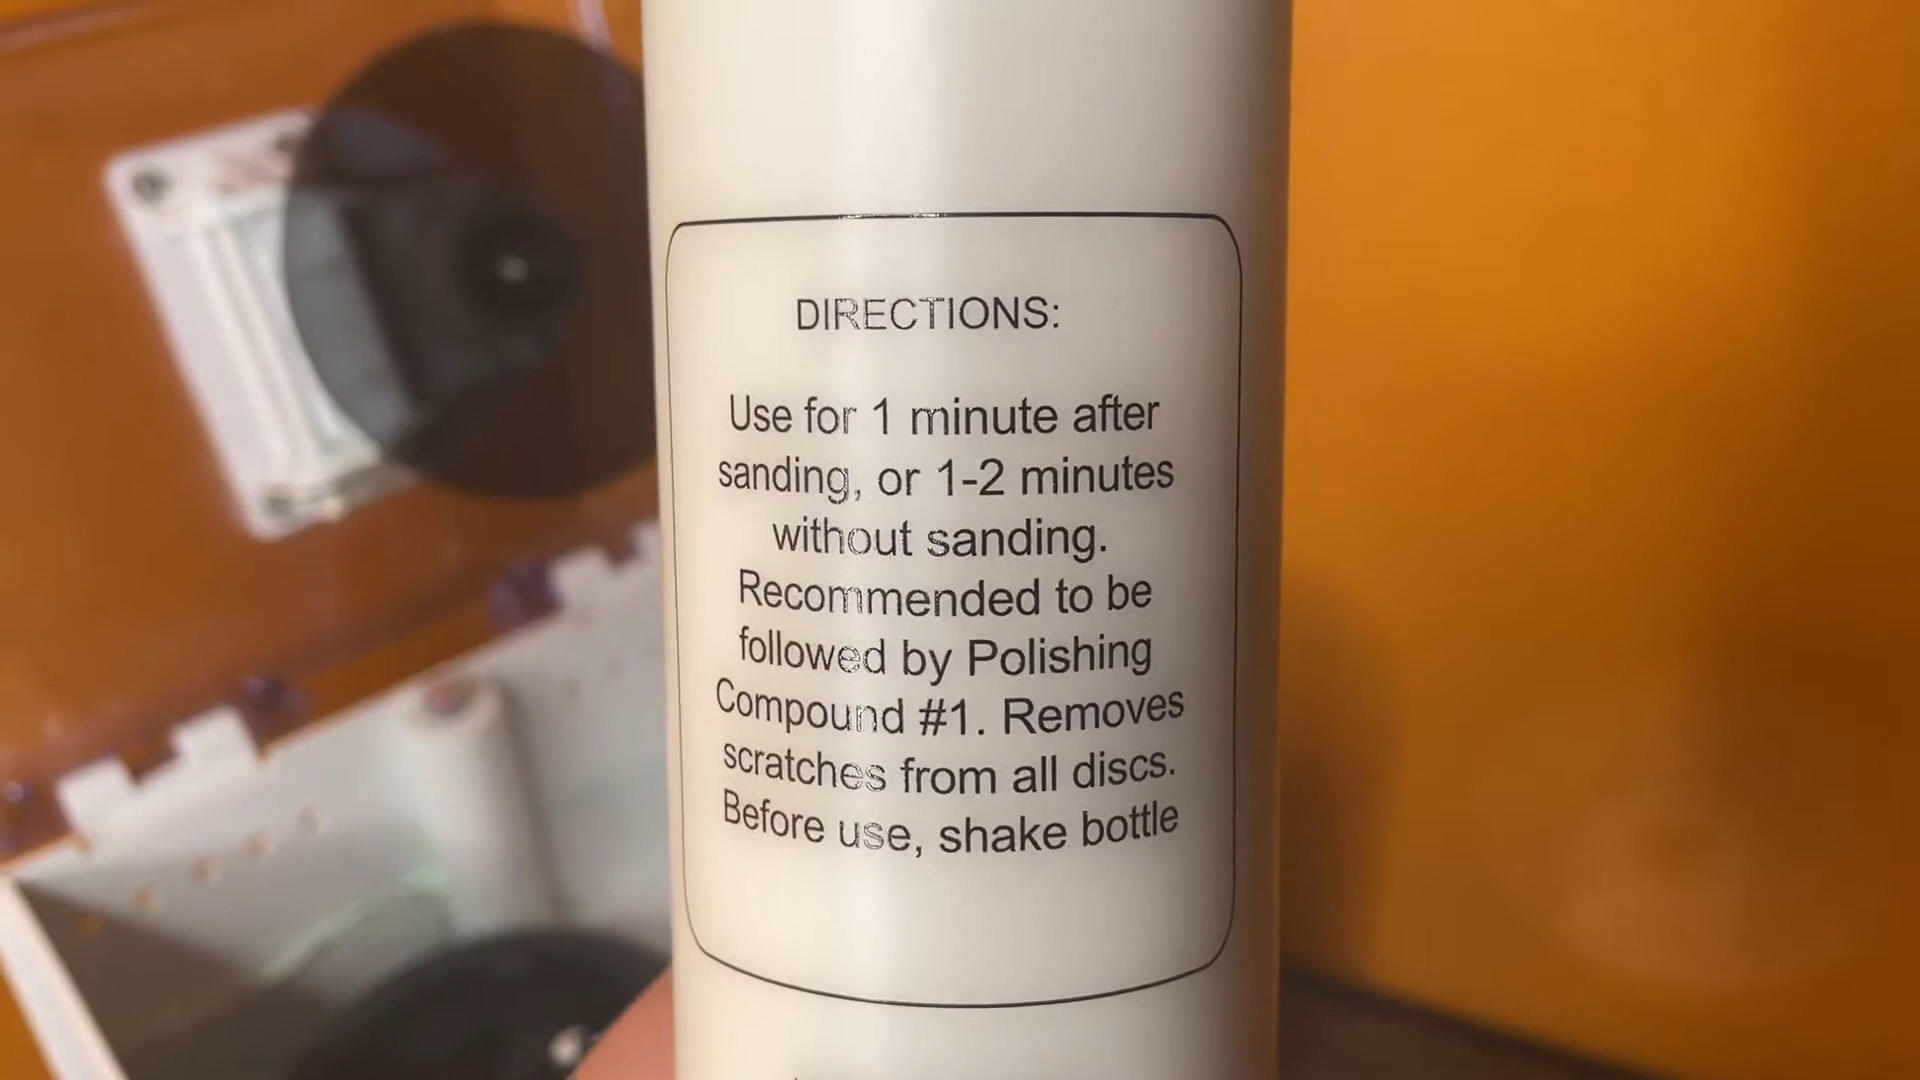 DIRECTIONS:
Use for 1 minute after
sanding, or 1-2 minutes
without sanding.
Recommended to be
followed by Polishing
Compound #1. Removes
scratches from all discs.
Before use, shake bottle